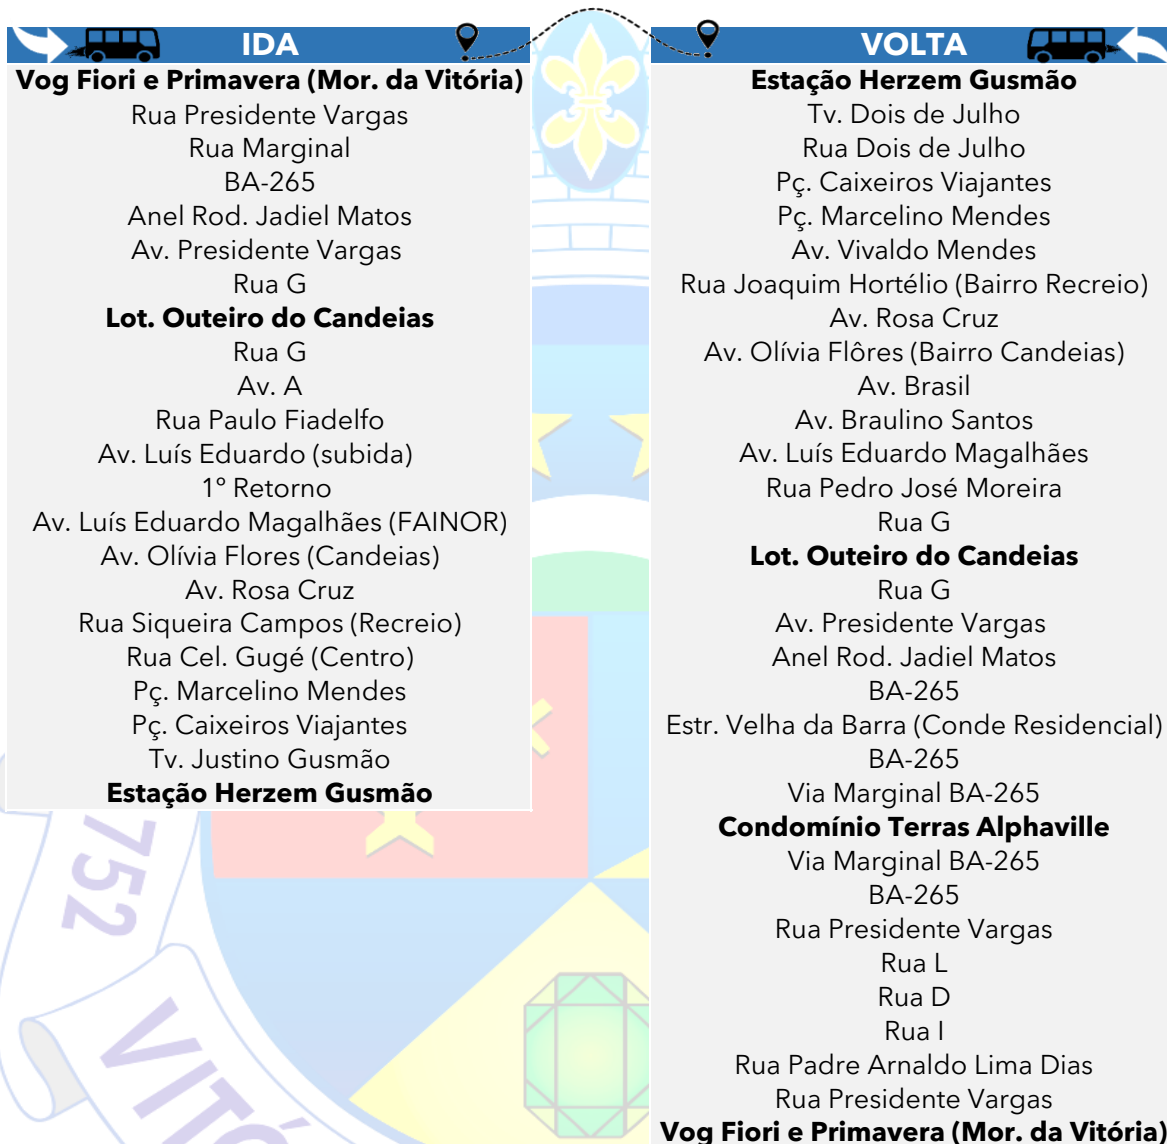 IDA
Vog Fiori e Primavera (Mor. da Vitória)
Rua Presidente Vargas
Rua Marginal
BA-265
Anel Rod. Jadiel Matos
Av. Presidente Vargas
Rua G
Lot. Outeiro do Candeias
Rua G
Av. A
Rua Paulo Fiadelfo
Av. Luís Eduardo (subida)
1º Retorno
Av. Luís Eduardo Magalhães (FAINOR)
Av. Olívia Flores (Candeias)
Av. Rosa Cruz
Rua Siqueira Campos (Recreio)
Rua Cel. Gugé (Centro)
Pç. Marcelino Mendes
Pç. Caixeiros Viajantes
Tv. Justino Gusmão
Estação Herzem Gusmão
VOLTA
Estação Herzem Gusmão
Tv. Dois de Julho
Rua Dois de Julho
Pç. Caixeiros Viajantes
Pç. Marcelino Mendes
Av. Vivaldo Mendes
Rua Joaquim Hortélio (Bairro Recreio)
Av. Rosa Cruz
Av. Olívia Flôres (Bairro Candeias)
Av. Brasil
Av. Braulino Santos
Av. Luís Eduardo Magalhães
Rua Pedro José Moreira
Rua G
Lot. Outeiro do Candeias
Rua G
Av. Presidente Vargas
Anel Rod. Jadiel Matos
BA-265
Estr. Velha da Barra (Conde Residencial)
BA-265
Via Marginal BA-265
Condomínio Terras Alphaville
Via Marginal BA-265
BA-265
Rua Presidente Vargas
Rua L
Rua D
Rua I
Rua Padre Arnaldo Lima Dias
Rua Presidente Vargas
Vog Fiori e Primavera (Mor. da Vitória)
752
VITÓ